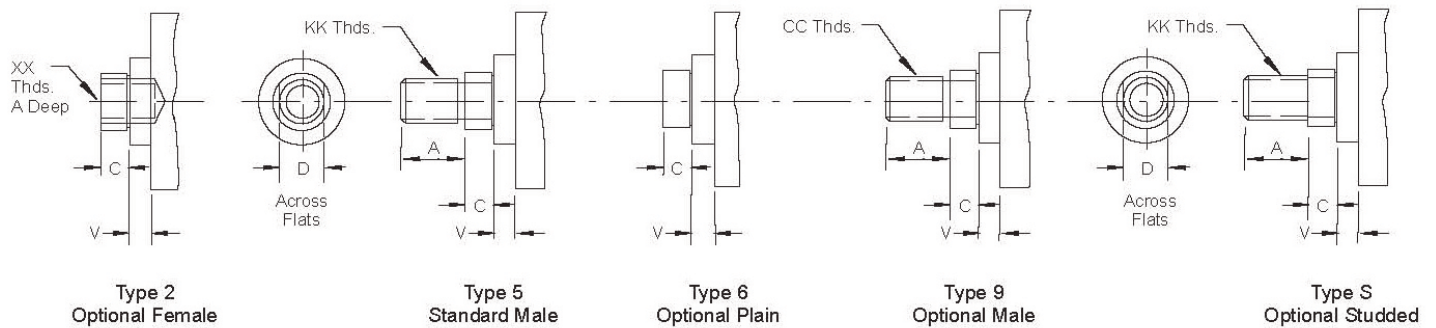 XX
Thds.
A Deep
C
V
Type 2
Optional Female
D
Across
Flats
KK Thds.
A
C
V
Type 5
Standard Male
C
V
Type 6
Optional Plain
CC Thds.
A
C
V
Type 9
Optional Male
D
Across
Flats
KK Thds.
A
C
V
Type S
Optional Studded